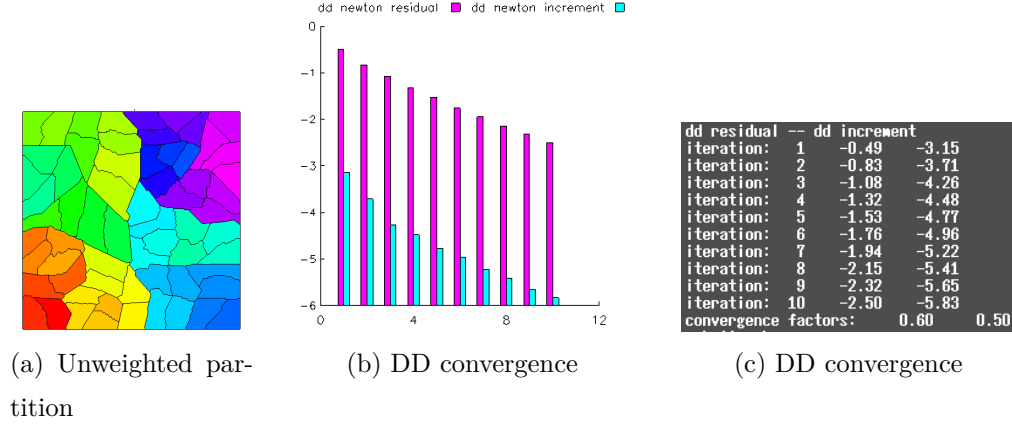 dd newton residual dd newton increment
0
-1
-2
-3
-4
-5
-6
0 4 8 12
dd residual -- dd increment
iteration: 1 -0.49 -3.15
iteration: 2 -0.83 -3.71
iteration: 3 -1.08 -4.26
iteration: 4 -1.32 -4.48
iteration: 5 -1.53 -4.77
iteration: 6 -1.76 -4.96
iteration: 7 -1.94 -5.22
iteration: 8 -2.15 -5.41
iteration: 9 -2.32 -5.65
iteration: 10 -2.50 -5.83
convergence factors: 0.60 0.50
(a) Unweighted par-
tition
(b) DD convergence
(c) DD convergence